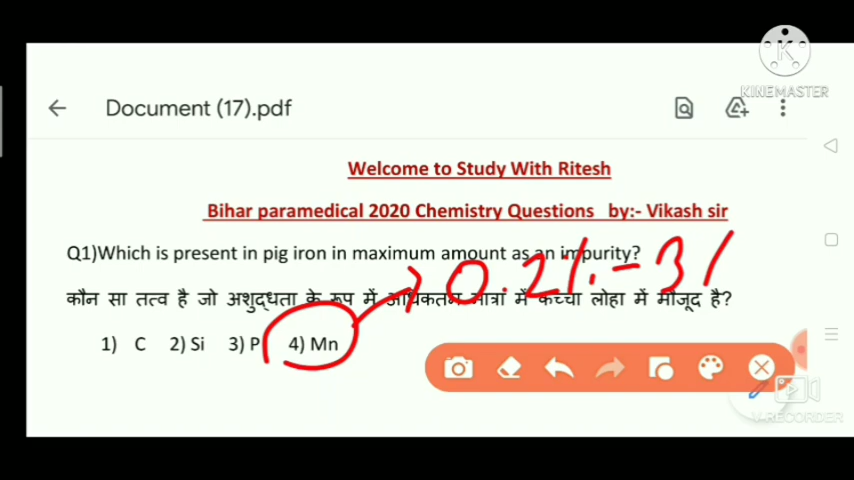 K
KINEMASTER
Document (17).pdf
Welcome to Study With Ritesh
Bihar paramedical 2020 Chemistry Questions by:- Vikash sir
Q1)Which is present in pig iron in maximum amount as an impurity?
0.2%-3%
कौन सा तत्व है जो अशुद्धता के रूप में अधिकतम मात्रा में कच्चा लोहा में मौजूद है?
1) C 2) Si 3) P 4) Mn
V-RECORDER